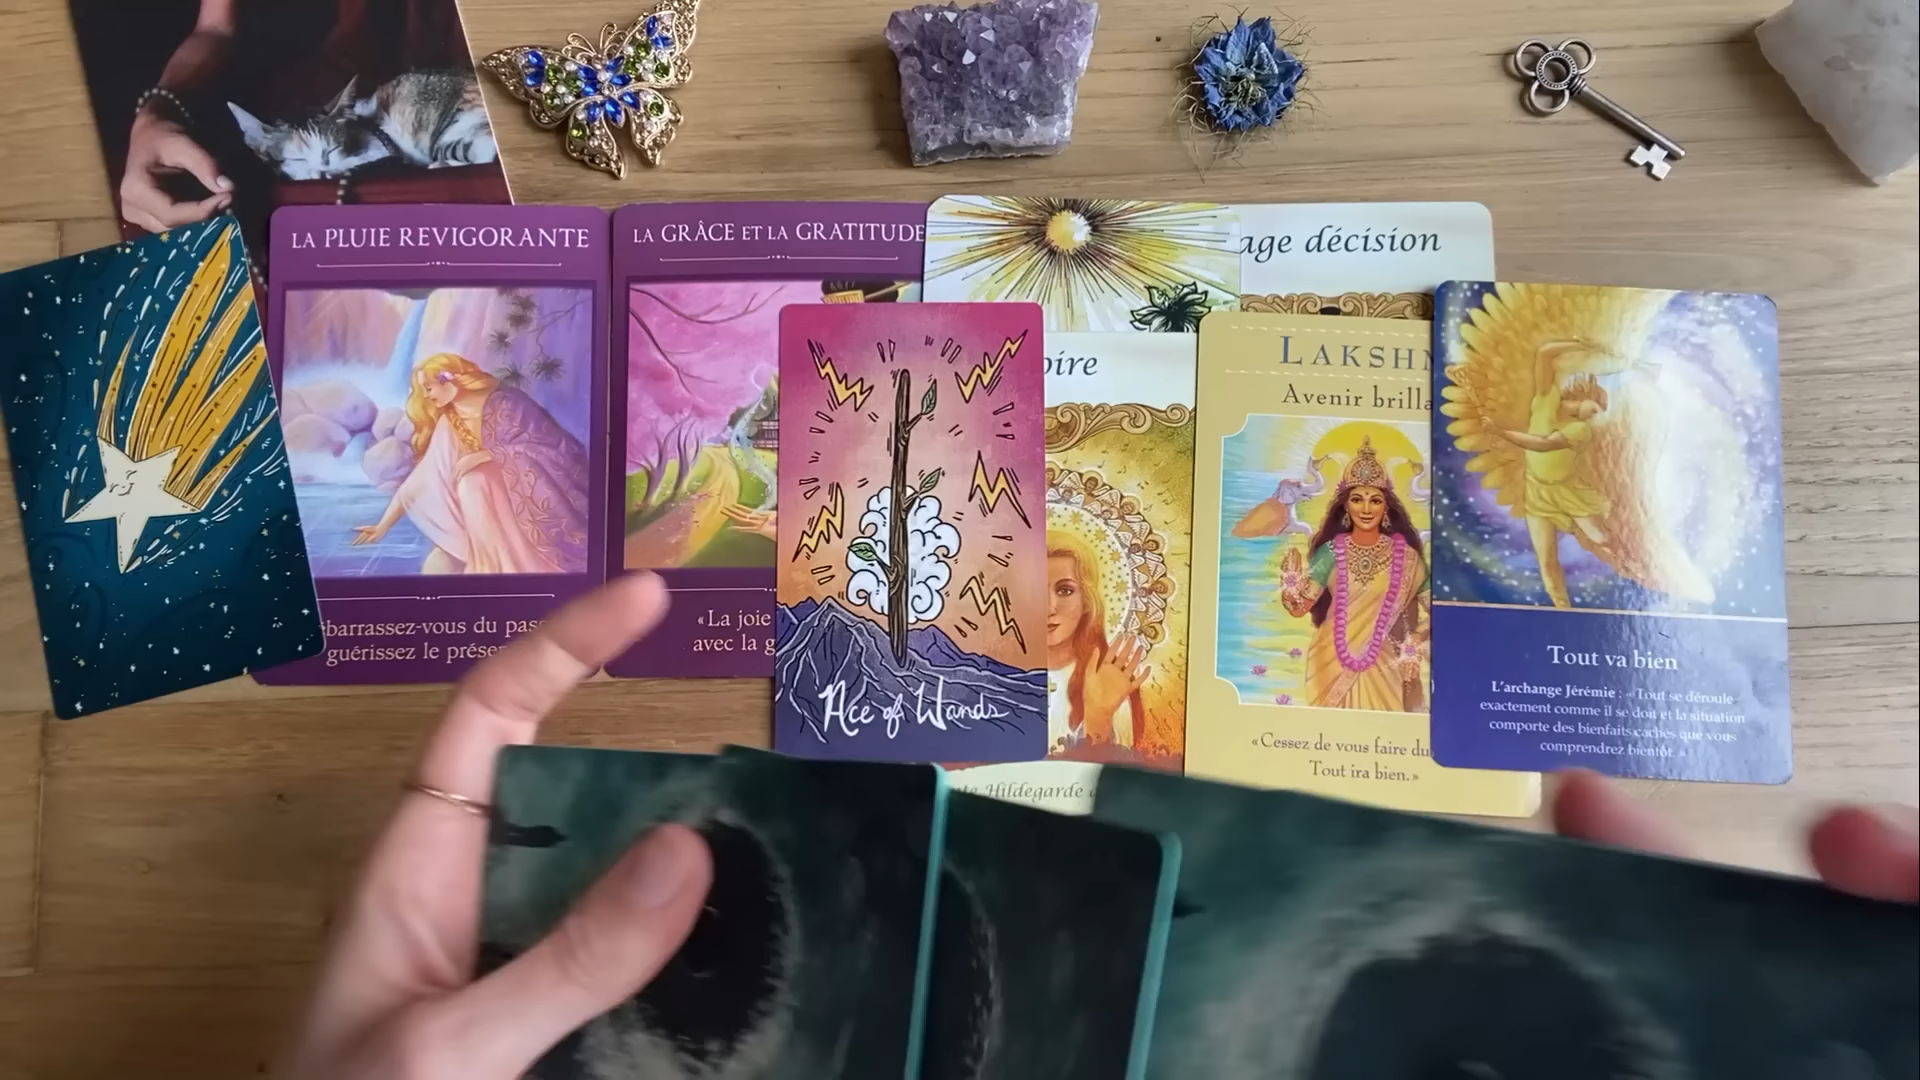 LA PLUIE REVIGORANTE
barrassez-vous du pass
guérissez le présen
LA GRÂCE ET LA GRATITUDE
«La joie
avec la g
Ace of Wands
age décision
oire
te Hildegarde d
LAKSHM
Avenir brilla
«Cessez de vous faire du
Tout ira bien.»
Tout va bien
L'archange Jérémie : «Tout se déroule
exactement comme il se doit et la situation
comporte des bienfaits cachés que vous
comprendrez bientôt.»